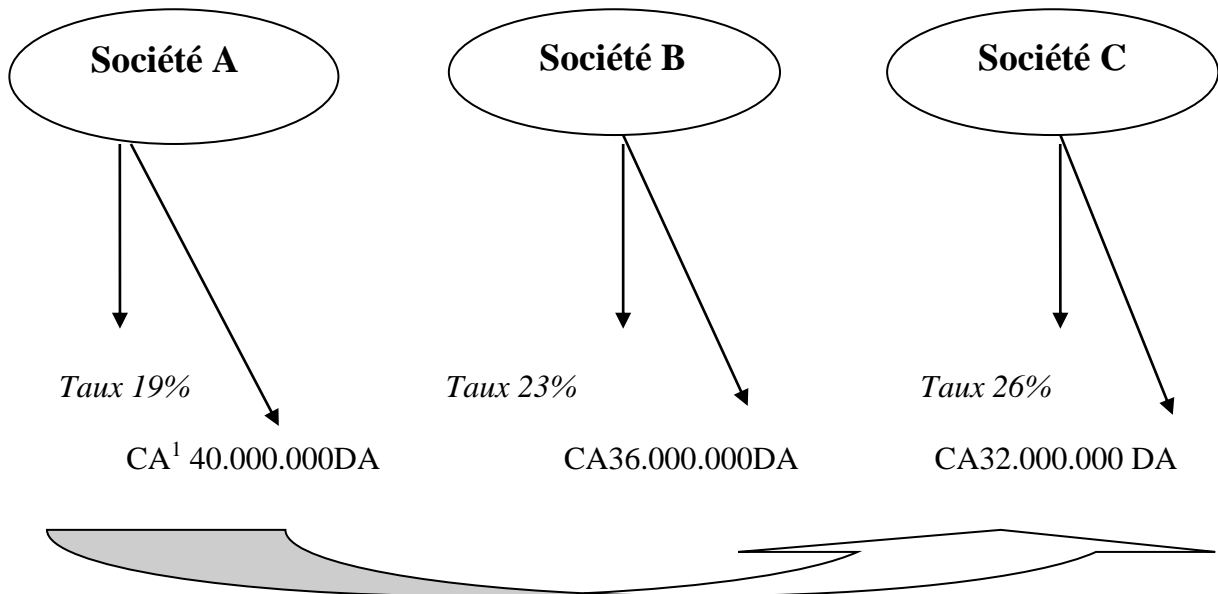 Société A
Société B
Société C
Taux 19%
Taux 23%
Taux 26%
CA¹ 40.000.000DA
CA36.000.000DA
CA32.000.000 DA